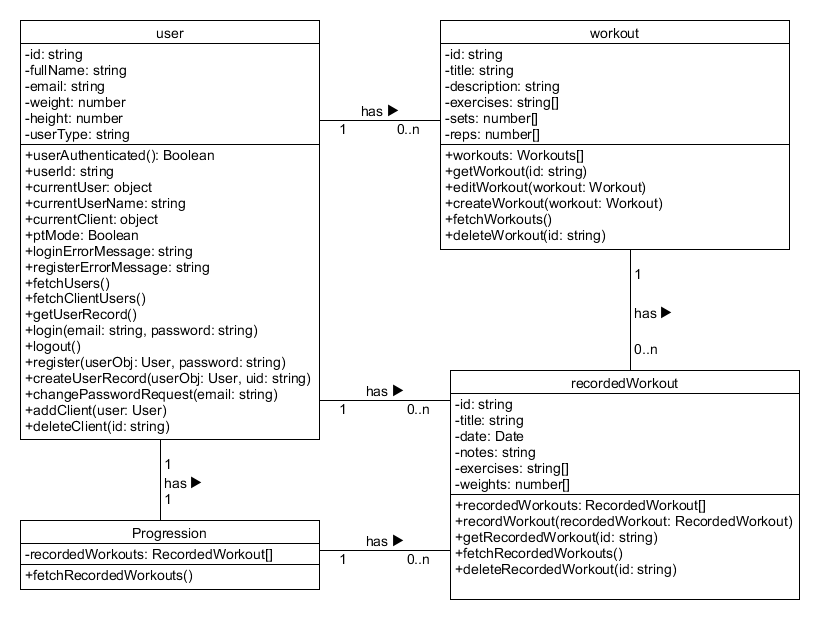 user
-id: string
-fullName: string
-email: string
-weight: number
-height: number
-userType: string
+userAuthenticated(): Boolean
+userId: string
+currentUser: object
+currentUserName: string
+currentClient: object
+ptMode: Boolean
+loginErrorMessage: string
+registerErrorMessage: string
+fetchUsers()
+fetchClientUsers()
+getUserRecord()
+login(email: string, password: string)
+logout()
+register(userObj: User, password: string)
+createUserRecord(userObj: User, uid: string)
+changePasswordRequest(email: string)
+addClient(user: User)
+deleteClient(id: string)
has ▶
1 0..n
workout
-id: string
-title: string
-description: string
-exercises: string[]
-sets: number[]
-reps: number[]
+workouts: Workouts[]
+getWorkout(id: string)
+editWorkout(workout: Workout)
+createWorkout(workout: Workout)
+fetchWorkouts()
+deleteWorkout(id: string)
1
has ▶
0..n
has ▶
1 0..n
recordedWorkout
-id: string
-title: string
-date: Date
-notes: string
-exercises: string[]
-weights: number[]
+recordedWorkouts: RecordedWorkout[]
+recordWorkout(recordedWorkout: RecordedWorkout)
+getRecordedWorkout(id: string)
+fetchRecordedWorkouts()
+deleteRecordedWorkout(id: string)
1
has ▶
1
Progression
-recordedWorkouts: RecordedWorkout[]
+fetchRecordedWorkouts()
has ▶
1 0..n